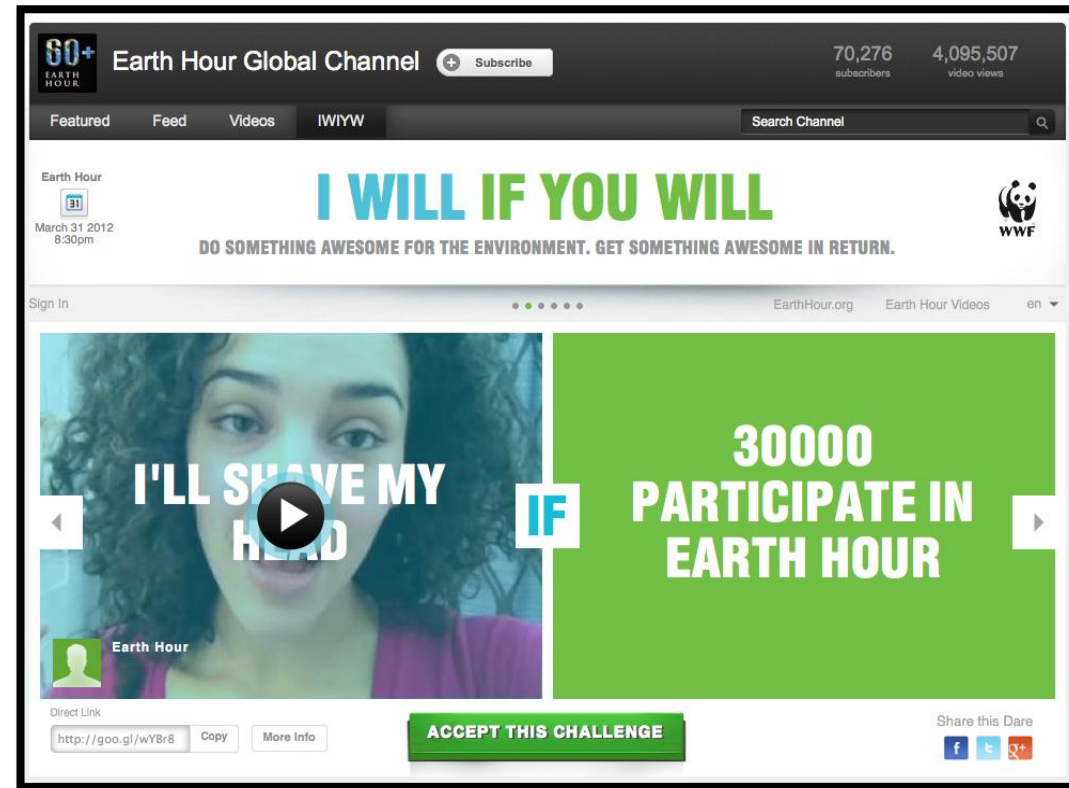 60+
EARTH
HOUR
Earth Hour Global Channel
Subscribe
70,276
subscribers
4,095,507
video views
Featured
Feed
Videos
IWIYW
Search Channel
Earth Hour
31
March 31 2012
8:30pm
I WILL IF YOU WILL
DO SOMETHING AWESOME FOR THE ENVIRONMENT. GET SOMETHING AWESOME IN RETURN.
WWF
Sign In
EarthHour.org
Earth Hour Videos
en
I'LL SHAVE MY
HEAD
Earth Hour
IF
30000
PARTICIPATE IN
EARTH HOUR
Direct Link
http://goo.gl/wYBr8
Copy
More Info
ACCEPT THIS CHALLENGE
Share this Dare
f
t
g+